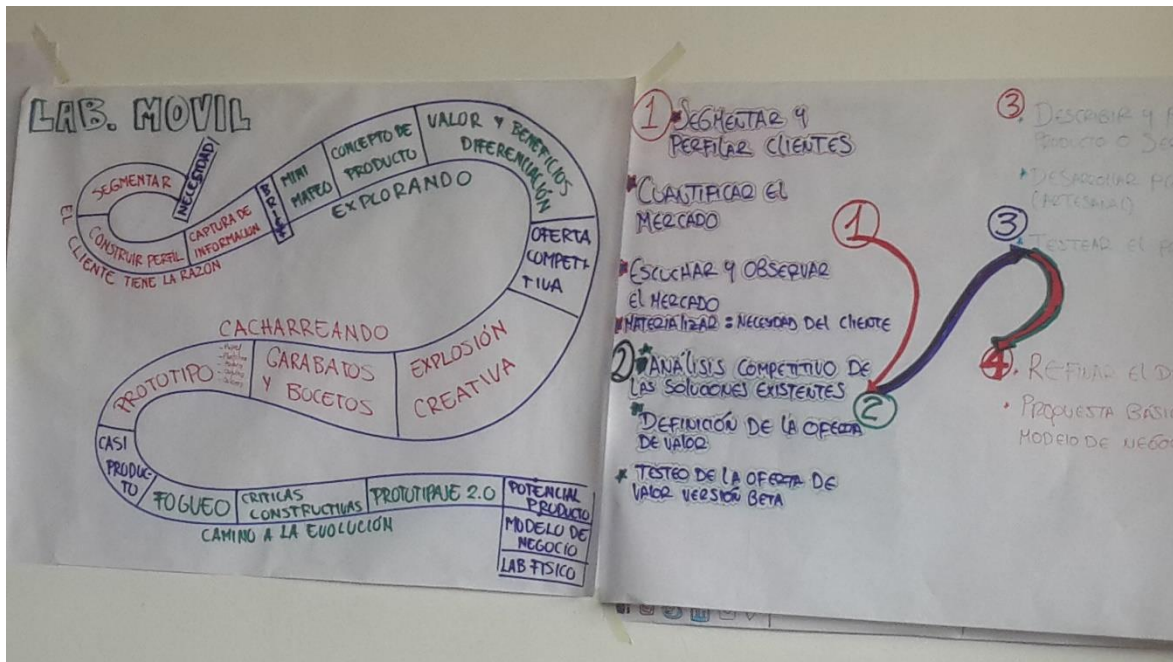 LAB. MOVIL
NECESIDAD
SEGMENTAR
CONSTRUIR PERFIL
CAPTURA DE
INFORMACION
EL CLIENTE TIENE LA RAZON
MINI
MAPEO
CONCEPTO DE
PRODUCTO
VALOR Y BENEFICIOS
DIFERENCIACIÓN
EXPLORANDO
OFERTA
COMPETI-
TIVA
EXPLOSIÓN
CREATIVA
CACHARREANDO
GARABATOS
Y BOCETOS
PROTOTIPO
CASI
PRODUC-
TO
FOGUEO
CRITICAS
CONSTRUCTIVAS
PROTOTIPAJE 2.0
CAMINO A LA EVOLUCIÓN
POTENCIAL
PRODUCTO
MODELO DE
NEGOCIO
LAB FISICO
1 SEGMENTAR Y
PERFILAR CLIENTES
CUANTIFICAR EL
MERCADO
ESCUCHAR Y OBSERVAR
EL MERCADO
MATERIALIZAR = NECESIDAD DEL CLIENTE
2 ANÁLISIS COMPETITIVO DE
LAS SOLUCIONES EXISTENTES
DEFINICIÓN DE LA OFERTA
DE VALOR
TESTEO DE LA OFERTA DE
VALOR VERSIÓN BETA
1
2
3
3. DESCRIBIR Y
PRODUCTO O
DESARROLLAR
(ARTESANAL)
TESTEAR EL
4. REFINAR EL
PROPUESTA
MODELO DE